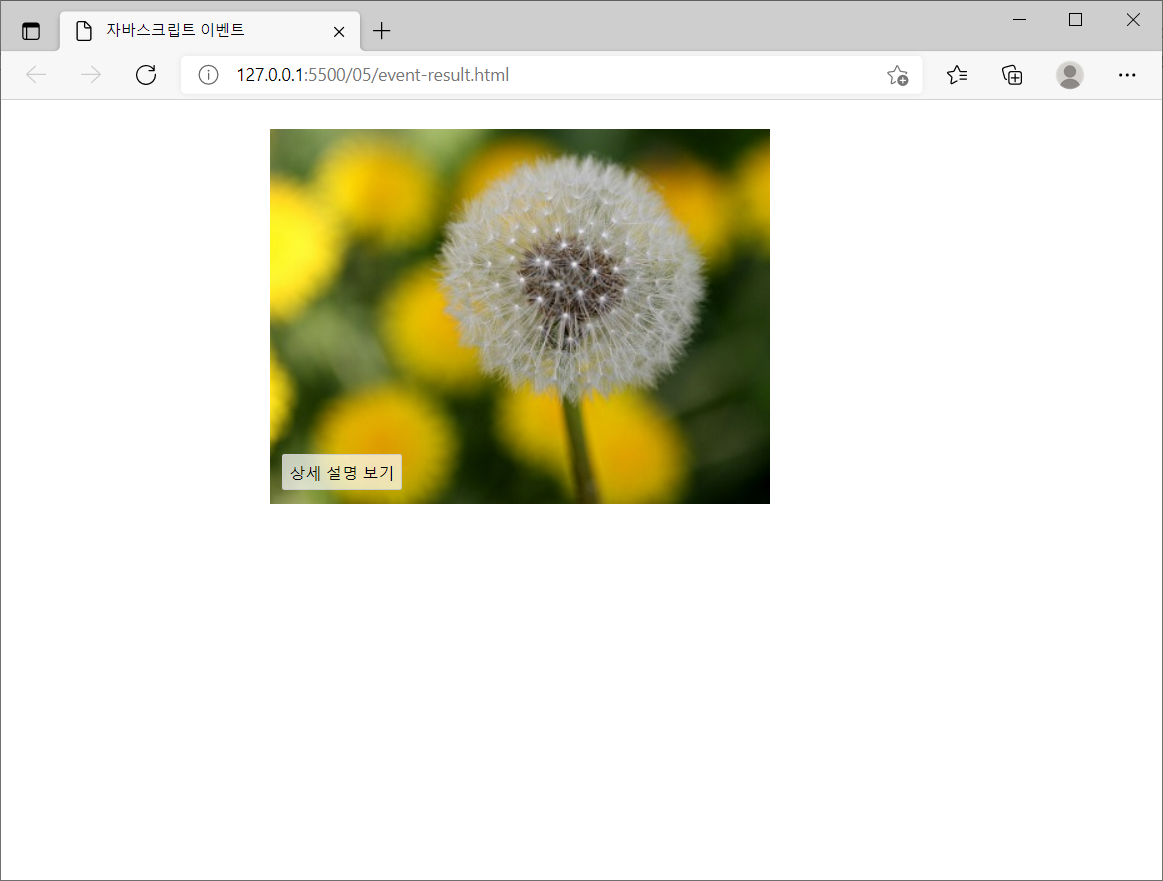 자바스크립트 이벤트
127.0.0.1:5500/05/event-result.html
상세 설명 보기